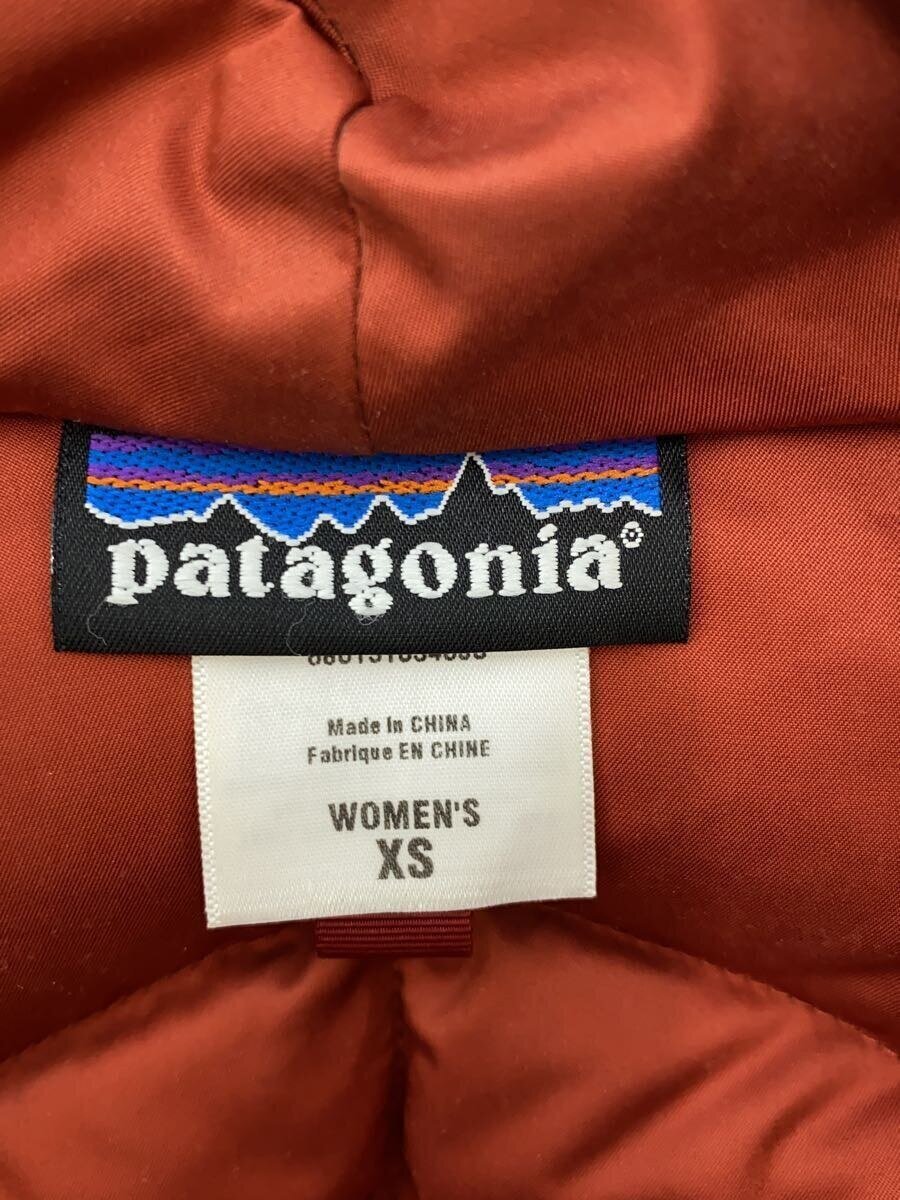 patagonia®
Made In CHINA
Fabrique EN CHINE
WOMEN'S
XS